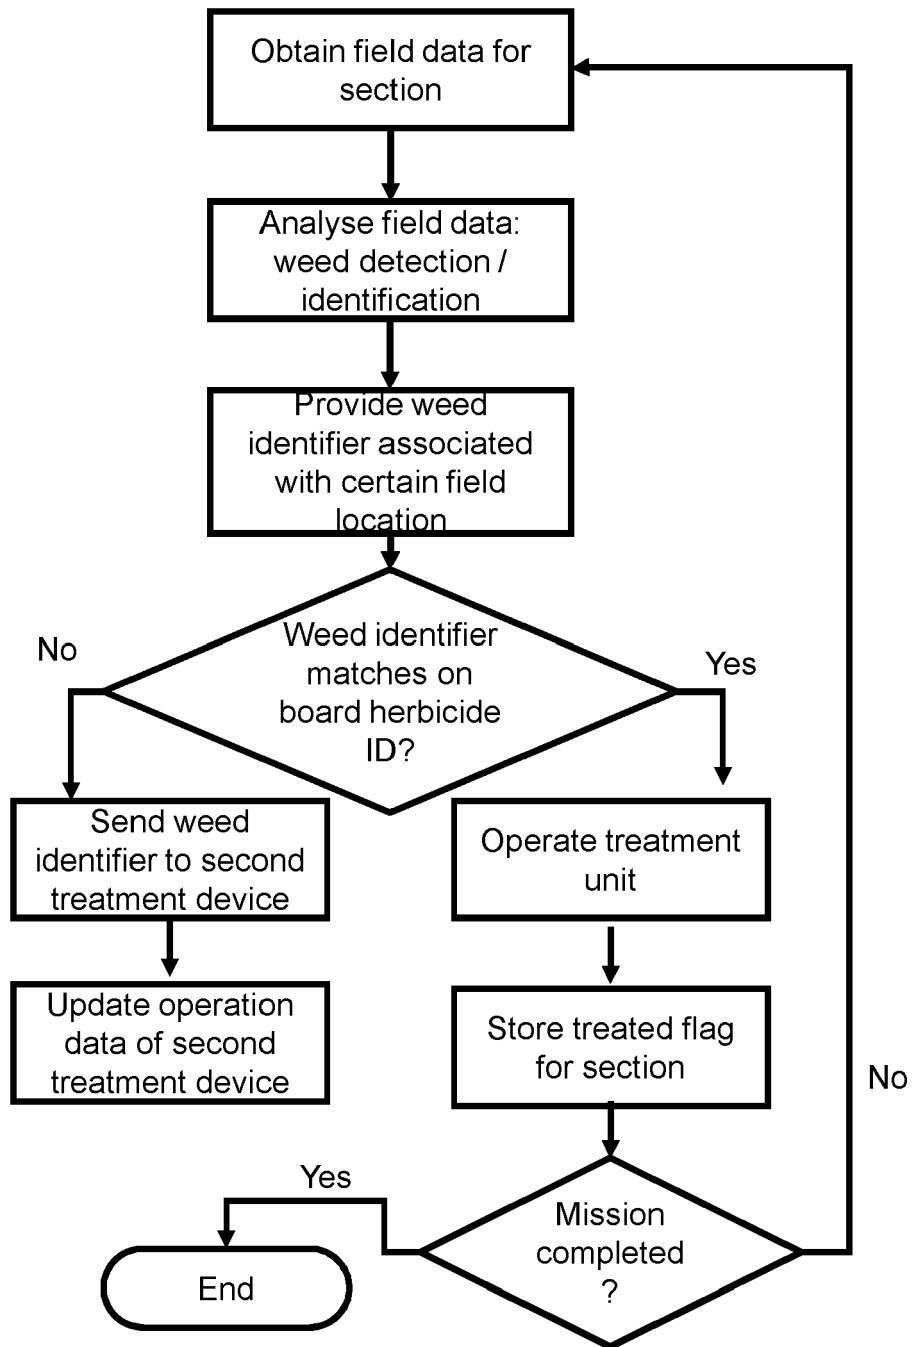 Obtain field data for
section
Analyse field data:
weed detection /
identification
Provide weed
identifier associated
with certain field
location
Weed identifier
matches on
board herbicide
ID?
No
Yes
Send weed
identifier to second
treatment device
Operate treatment
unit
Update operation
data of second
treatment device
Store treated flag
for section
No
Yes
Mission
completed
?
End